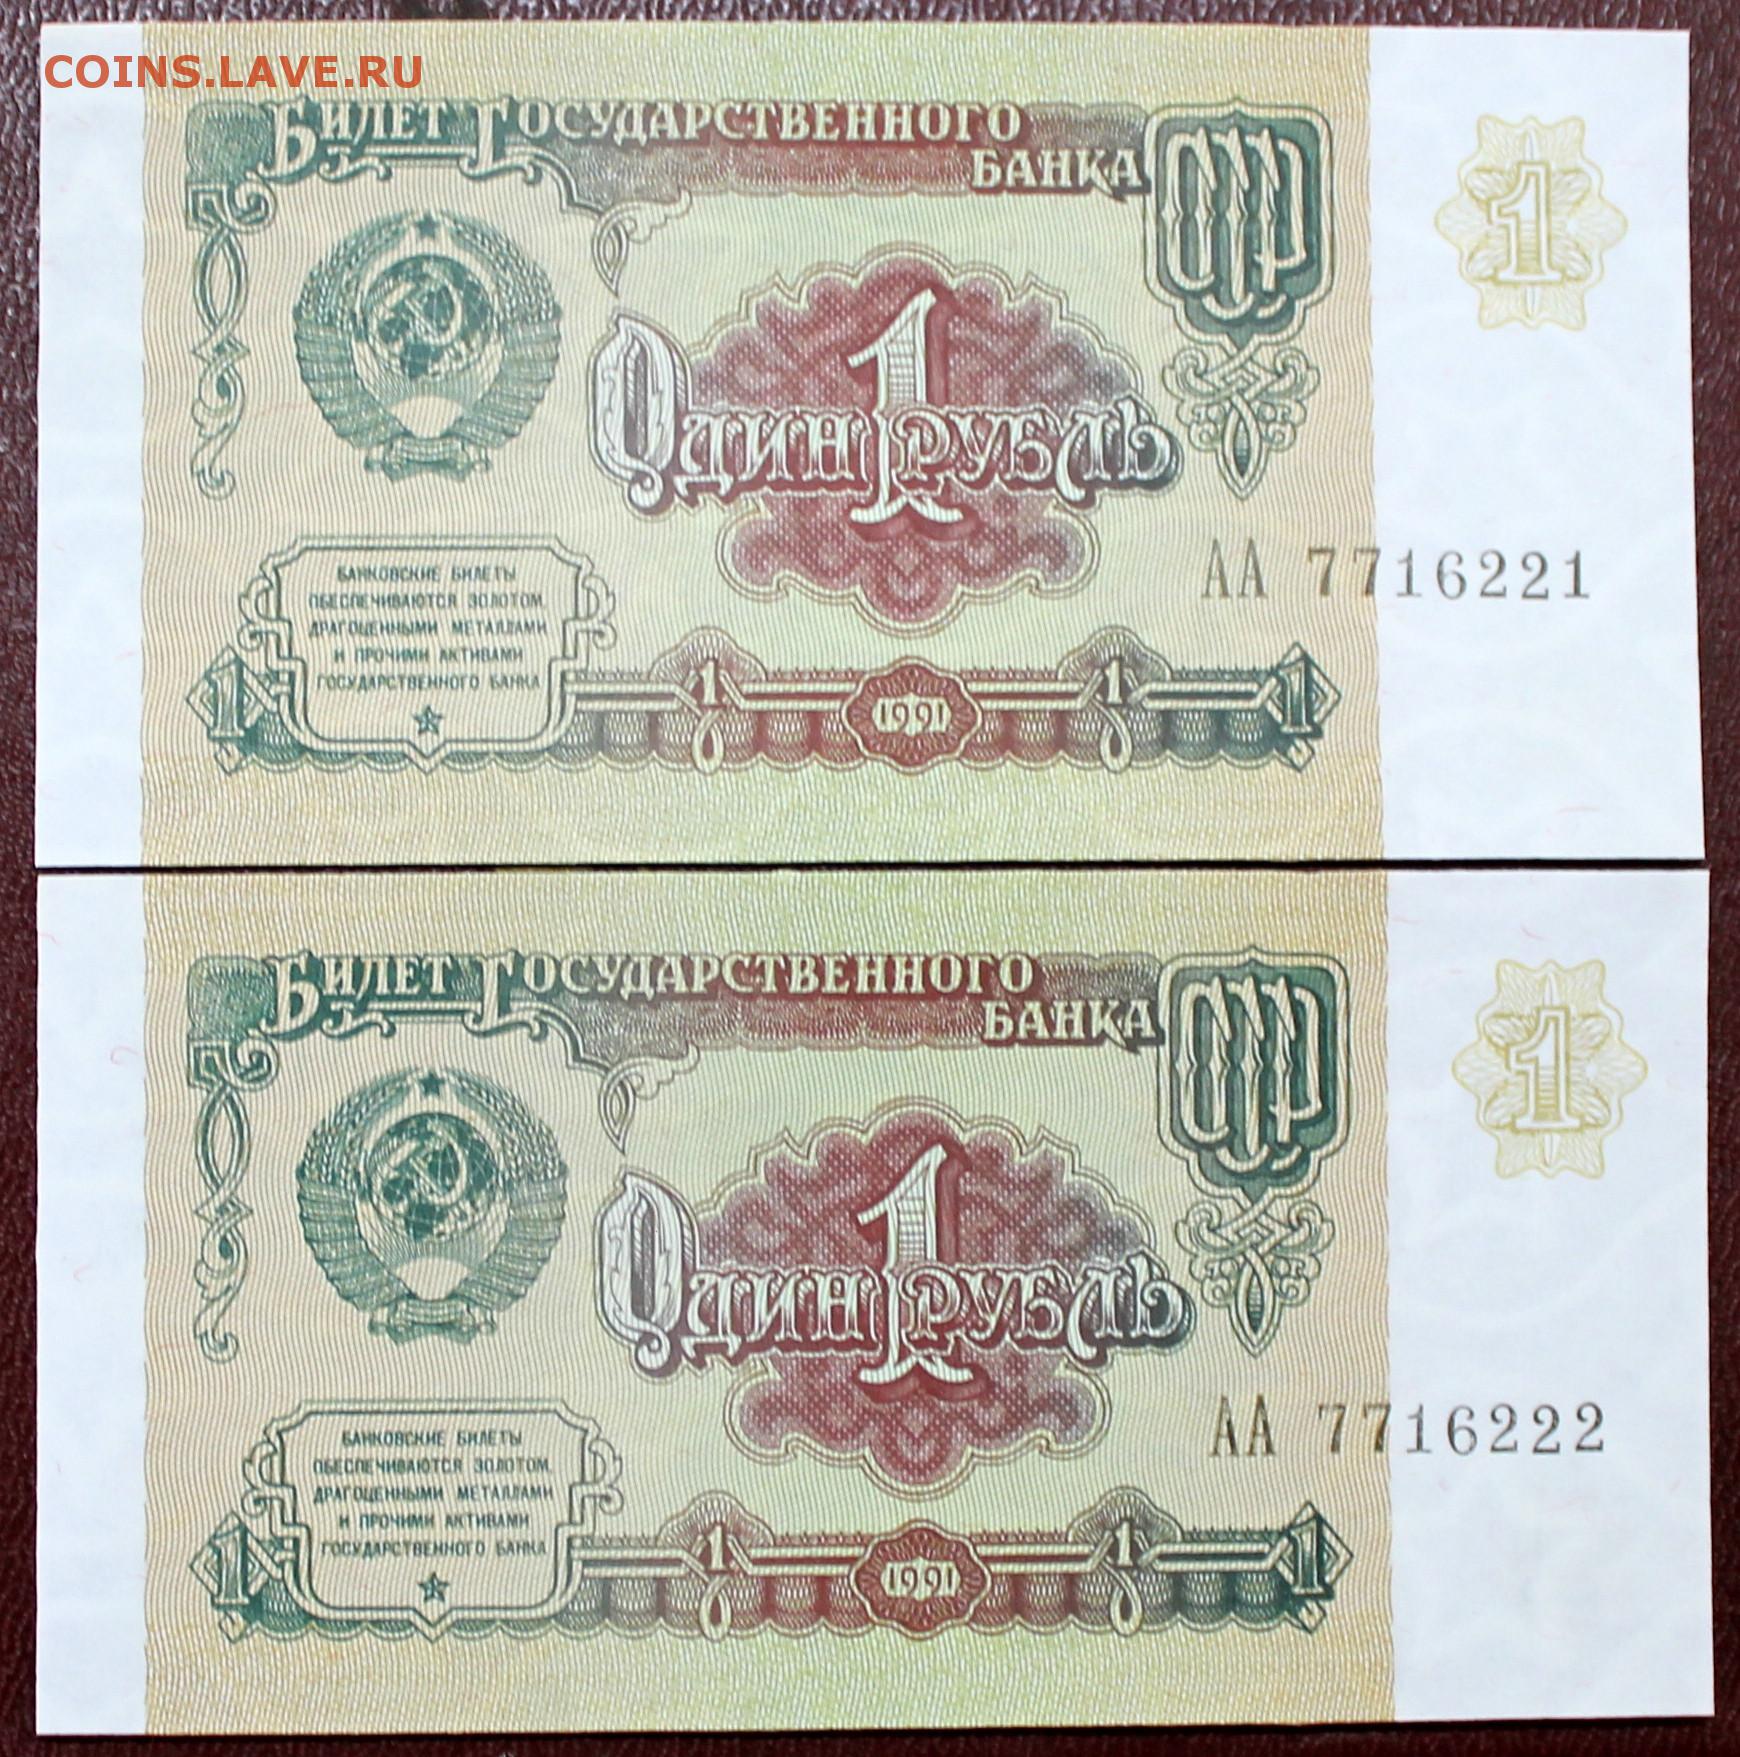 COINS.LAVE.RU
БИЛЕТ ГОСУДАРСТВЕННОГО
БАНКА
СССР
1
1
ОДИН РУБЛЬ
АА 7716221
БАНКОВСКИЕ БИЛЕТЫ
ОБЕСПЕЧИВАЮТСЯ ЗОЛОТОМ,
ДРАГОЦЕННЫМИ МЕТАЛЛАМИ
И ПРОЧИМИ АКТИВАМИ
ГОСУДАРСТВЕННОГО БАНКА
1 1 1991 1 1
БИЛЕТ ГОСУДАРСТВЕННОГО
БАНКА
СССР
1
1
ОДИН РУБЛЬ
АА 7716222
БАНКОВСКИЕ БИЛЕТЫ
ОБЕСПЕЧИВАЮТСЯ ЗОЛОТОМ,
ДРАГОЦЕННЫМИ МЕТАЛЛАМИ
И ПРОЧИМИ АКТИВАМИ
ГОСУДАРСТВЕННОГО БАНКА
1 1 1991 1 1